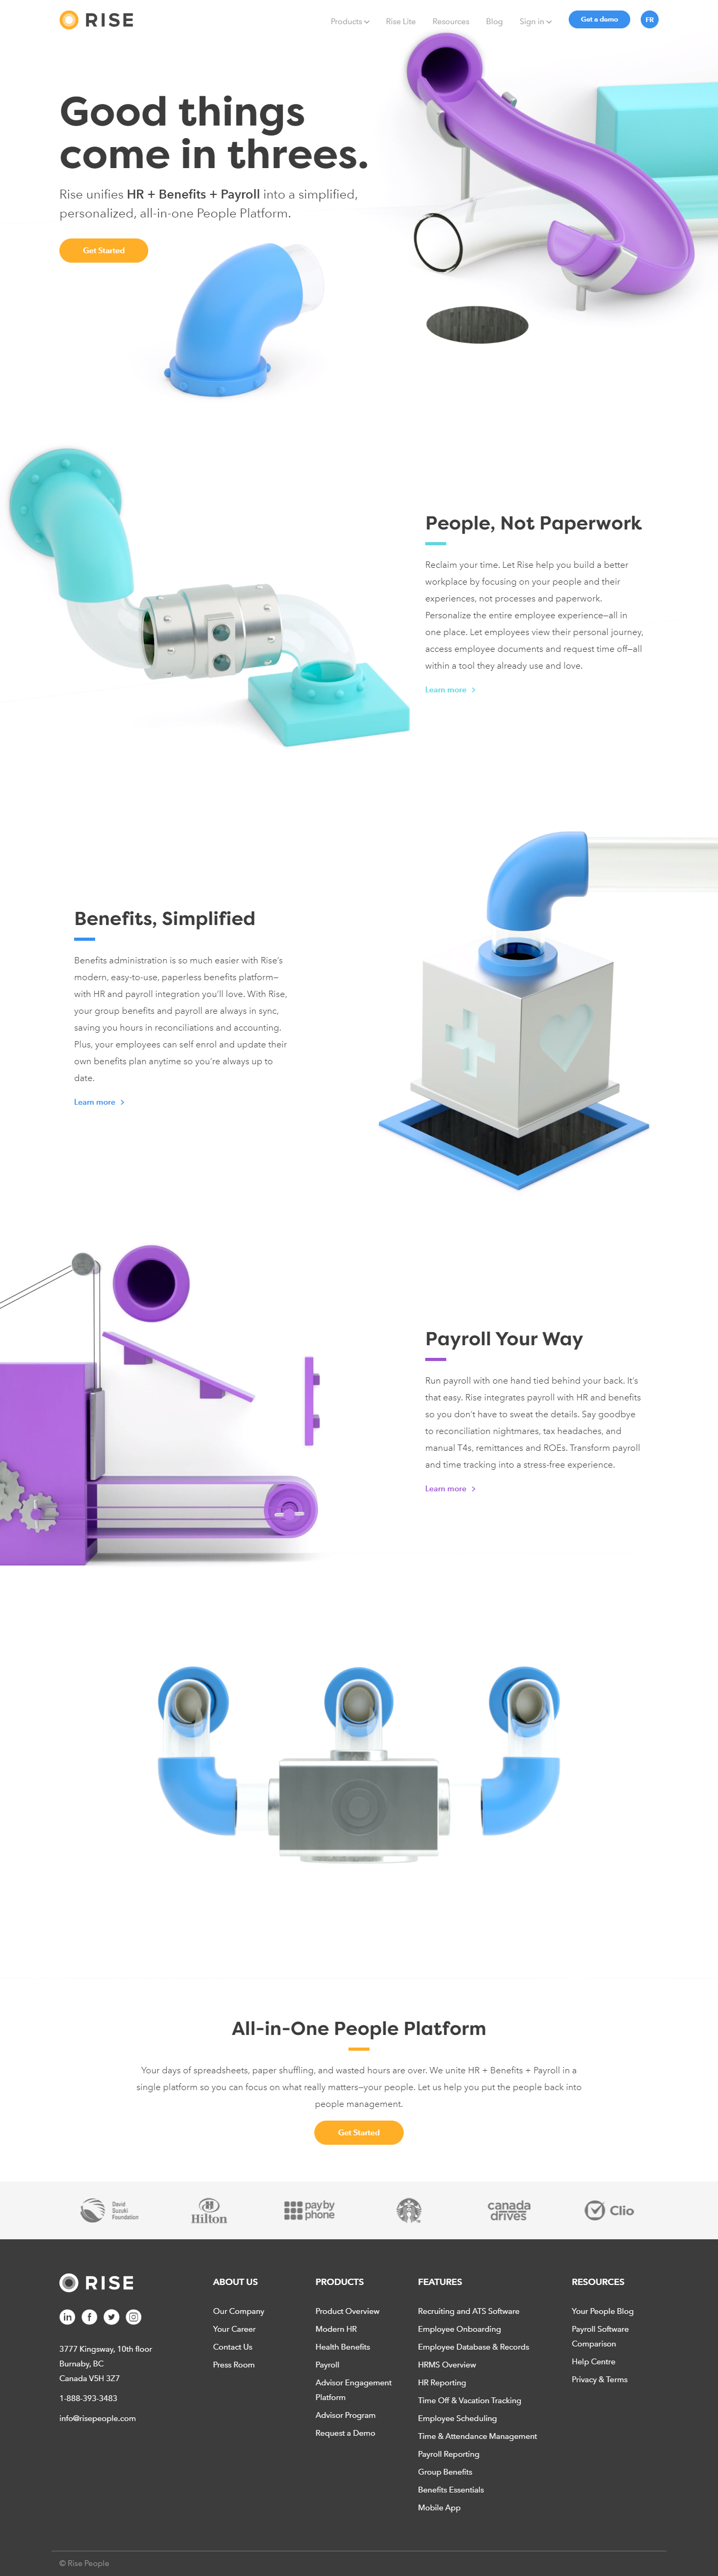 RISE
Products
Rise Lite
Resources
Blog
Sign in
Get a demo
FR
Good things
come in threes.
Rise unifies HR + Benefits + Payroll into a simplified,
personalized, all-in-one People Platform.
Get Started
People, Not Paperwork
Reclaim your time. Let Rise help you build a better
workplace by focusing on your people and their
experiences, not processes and paperwork.
Personalize the entire employee experience—all in
one place. Let employees view their personal journey,
access employee documents and request time off—all
within a tool they already use and love.
Learn more
Benefits, Simplified
Benefits administration is so much easier with Rise's
modern, easy-to-use, paperless benefits platform—
with HR and payroll integration you'll love. With Rise,
your group benefits and payroll are always in sync,
saving you hours in reconciliations and accounting.
Plus, your employees can self enrol and update their
own benefits plan anytime so you're always up to
date.
Learn more
Payroll Your Way
Run payroll with one hand tied behind your back. It's
that easy. Rise integrates payroll with HR and benefits
so you don't have to sweat the details. Say goodbye
to reconciliation nightmares, tax headaches, and
manual T4s, remittances and ROEs. Transform payroll
and time tracking into a stress-free experience.
Learn more
All-in-One People Platform
Your days of spreadsheets, paper shuffling, and wasted hours are over. We unite HR + Benefits + Payroll in a
single platform so you can focus on what really matters—your people. Let us help you put the people back into
people management.
Get Started
David
Suzuki
Foundation
Hilton
pay by
phone
canada
drives
Clio
RISE
3777 Kingsway, 10th floor
Burnaby, BC
Canada V5H 3Z7
1-888-393-3483
info@risepeople.com
ABOUT US
Our Company
Your Career
Contact Us
Press Room
PRODUCTS
Product Overview
Modern HR
Health Benefits
Payroll
Advisor Engagement
Platform
Advisor Program
Request a Demo
FEATURES
Recruiting and ATS Software
Employee Onboarding
Employee Database & Records
HRMS Overview
HR Reporting
Time Off & Vacation Tracking
Employee Scheduling
Time & Attendance Management
Payroll Reporting
Group Benefits
Benefits Essentials
Mobile App
RESOURCES
Your People Blog
Payroll Software
Comparison
Help Centre
Privacy & Terms
© Rise People